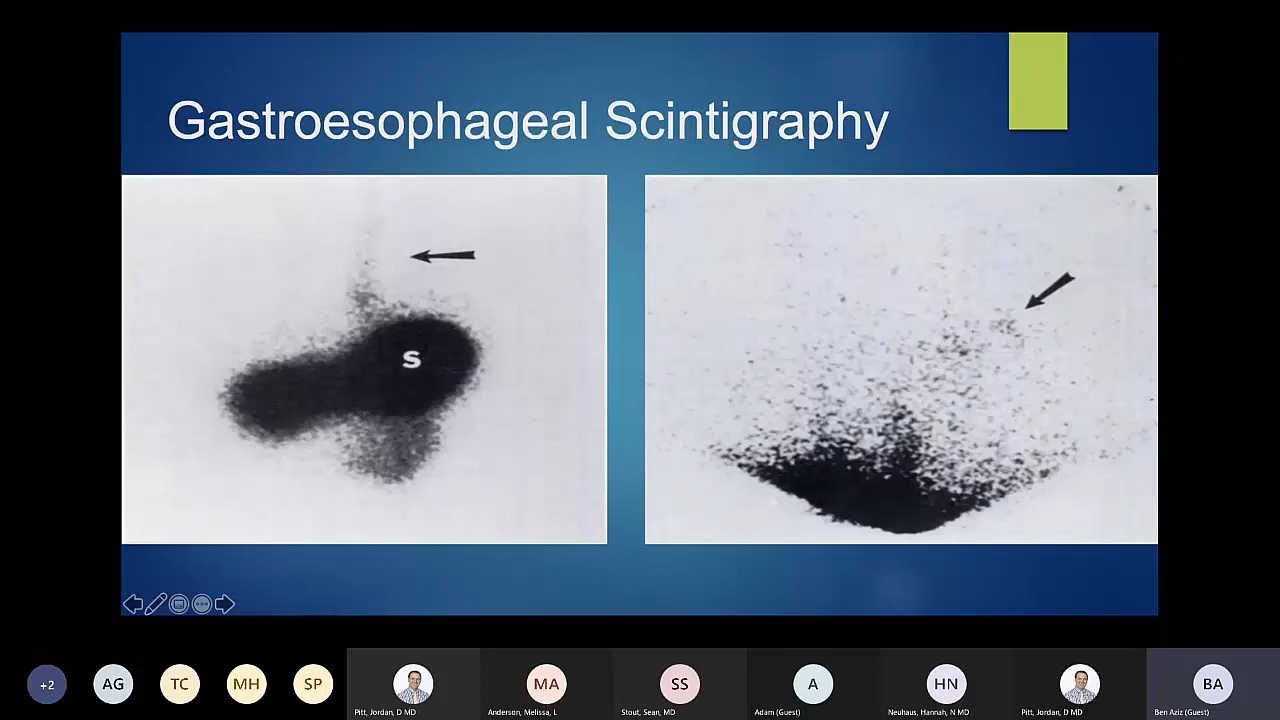 Gastroesophageal Scintigraphy
S
+2
AG
TC
MH
SP
MA
SS
A
HN
BA
Pitt, Jordan, D MD
Anderson, Melissa, L
Stout, Sean, MD
Adam (Guest)
Neuhaus, Hannah, N MD
Pitt, Jordan, D MD
Ben Aziz (Guest)